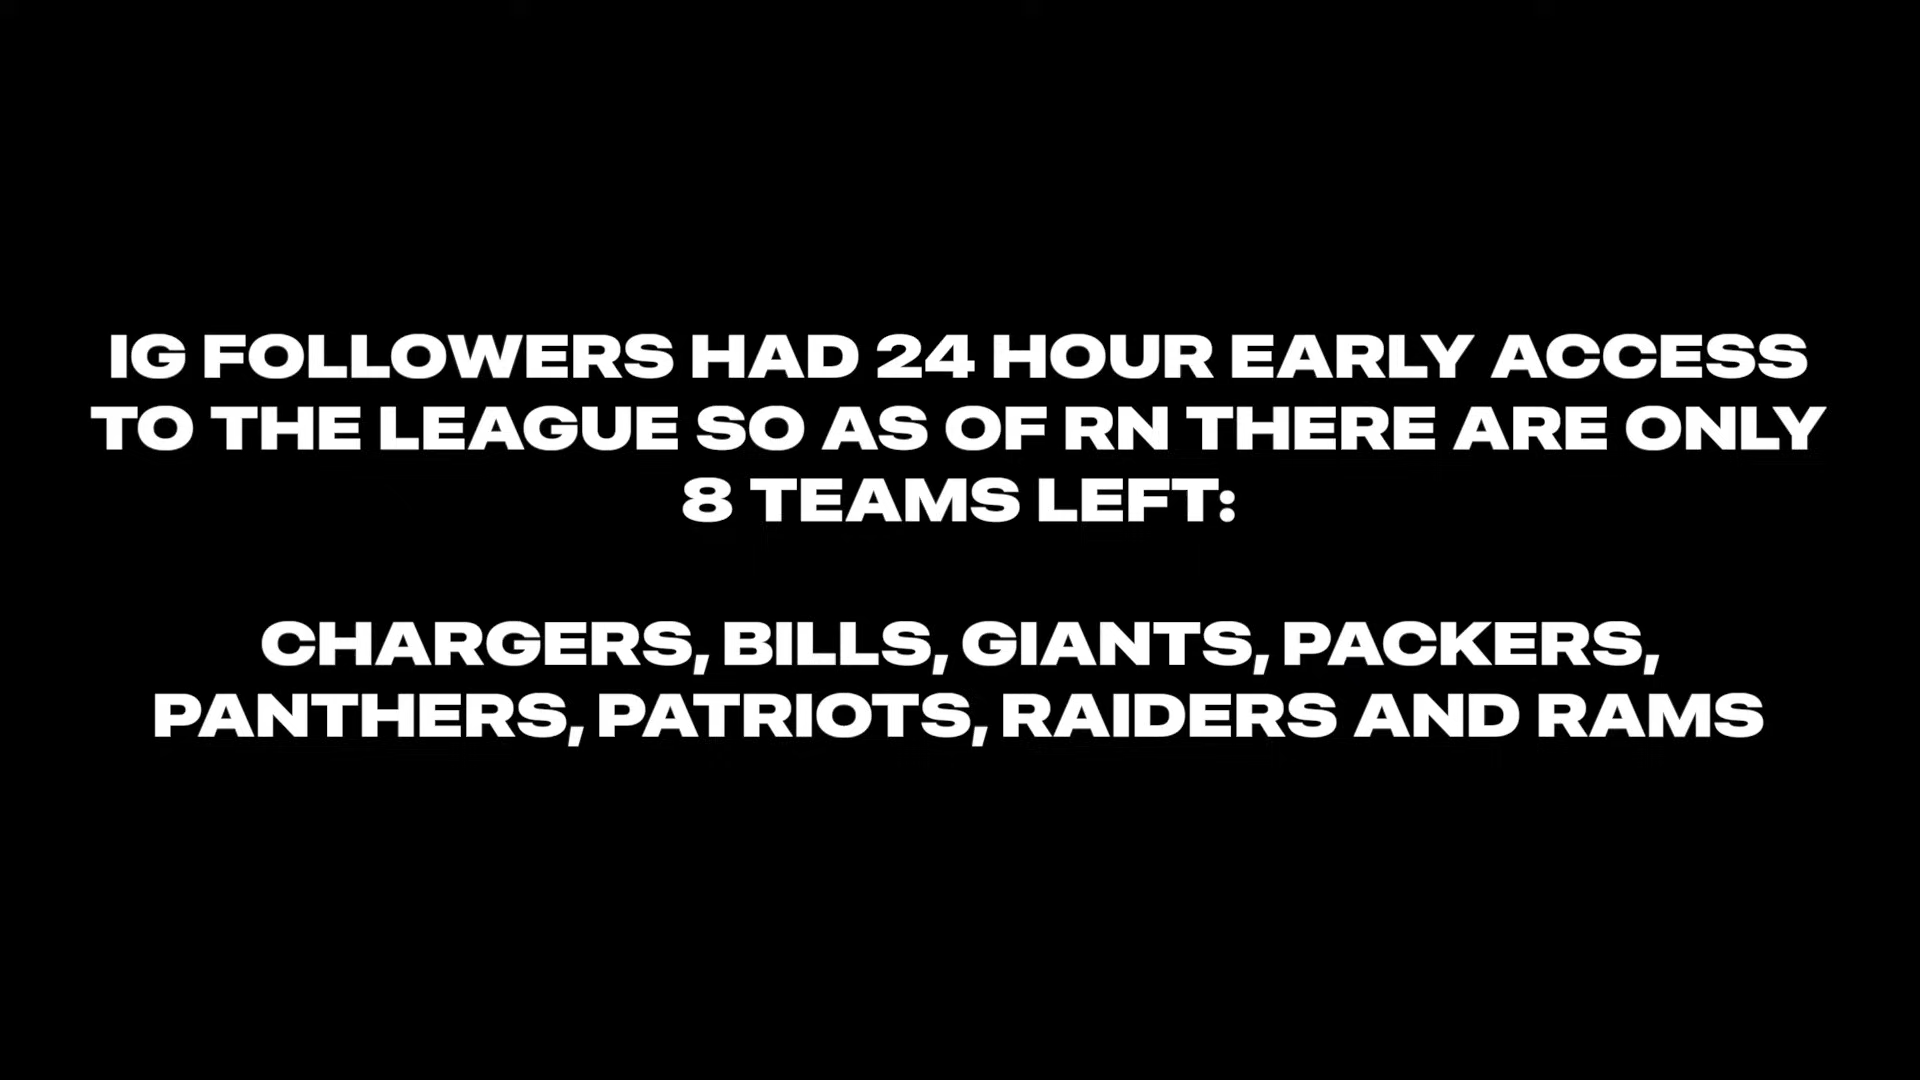 IG FOLLOWERS HAD 24 HOUR EARLY ACCESS
TO THE LEAGUE SO AS OF RN THERE ARE ONLY
8 TEAMS LEFT:
CHARGERS, BILLS, GIANTS, PACKERS,
PANTHERS, PATRIOTS, RAIDERS AND RAMS